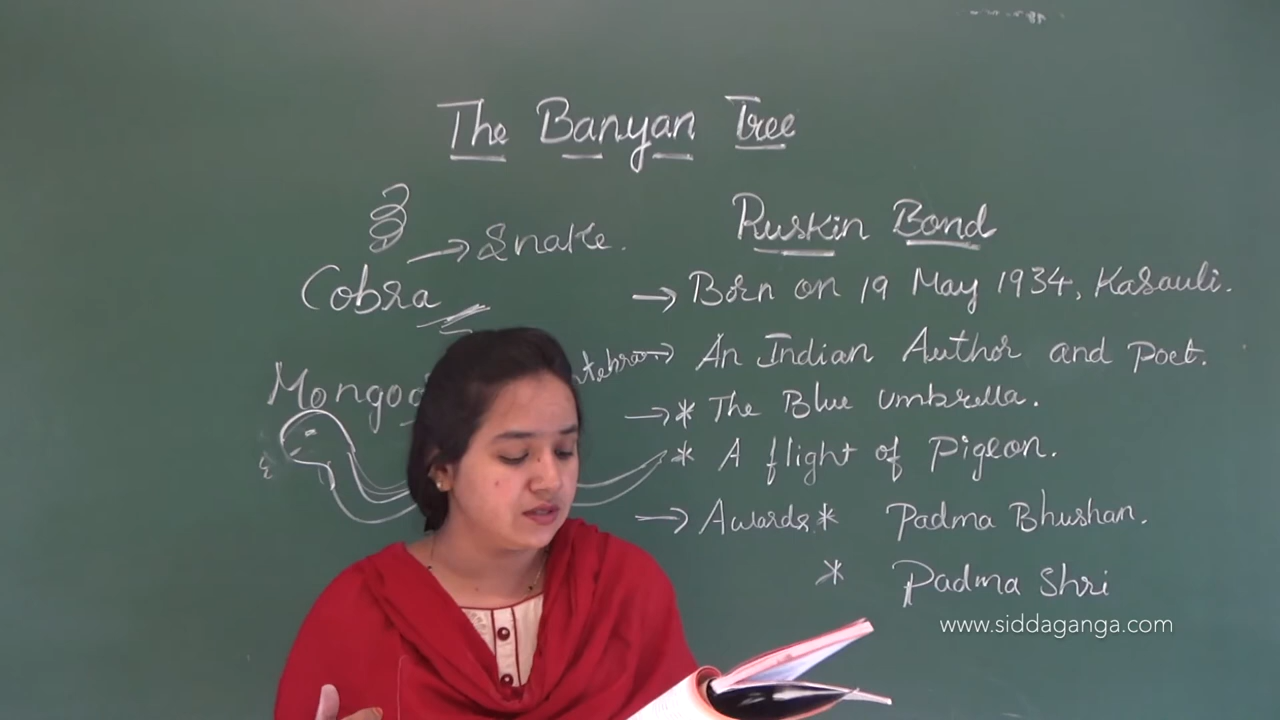 The Banyan Tree
Snake.
Cobra
Ruskin Bond
Born on 19 May 1934, Kasauli.
An Indian Author and Poet.
* The Blue umbrella.
* A flight of Pigeon.
Awards * Padma Bhushan.
* Padma Shri
www.siddaganga.com